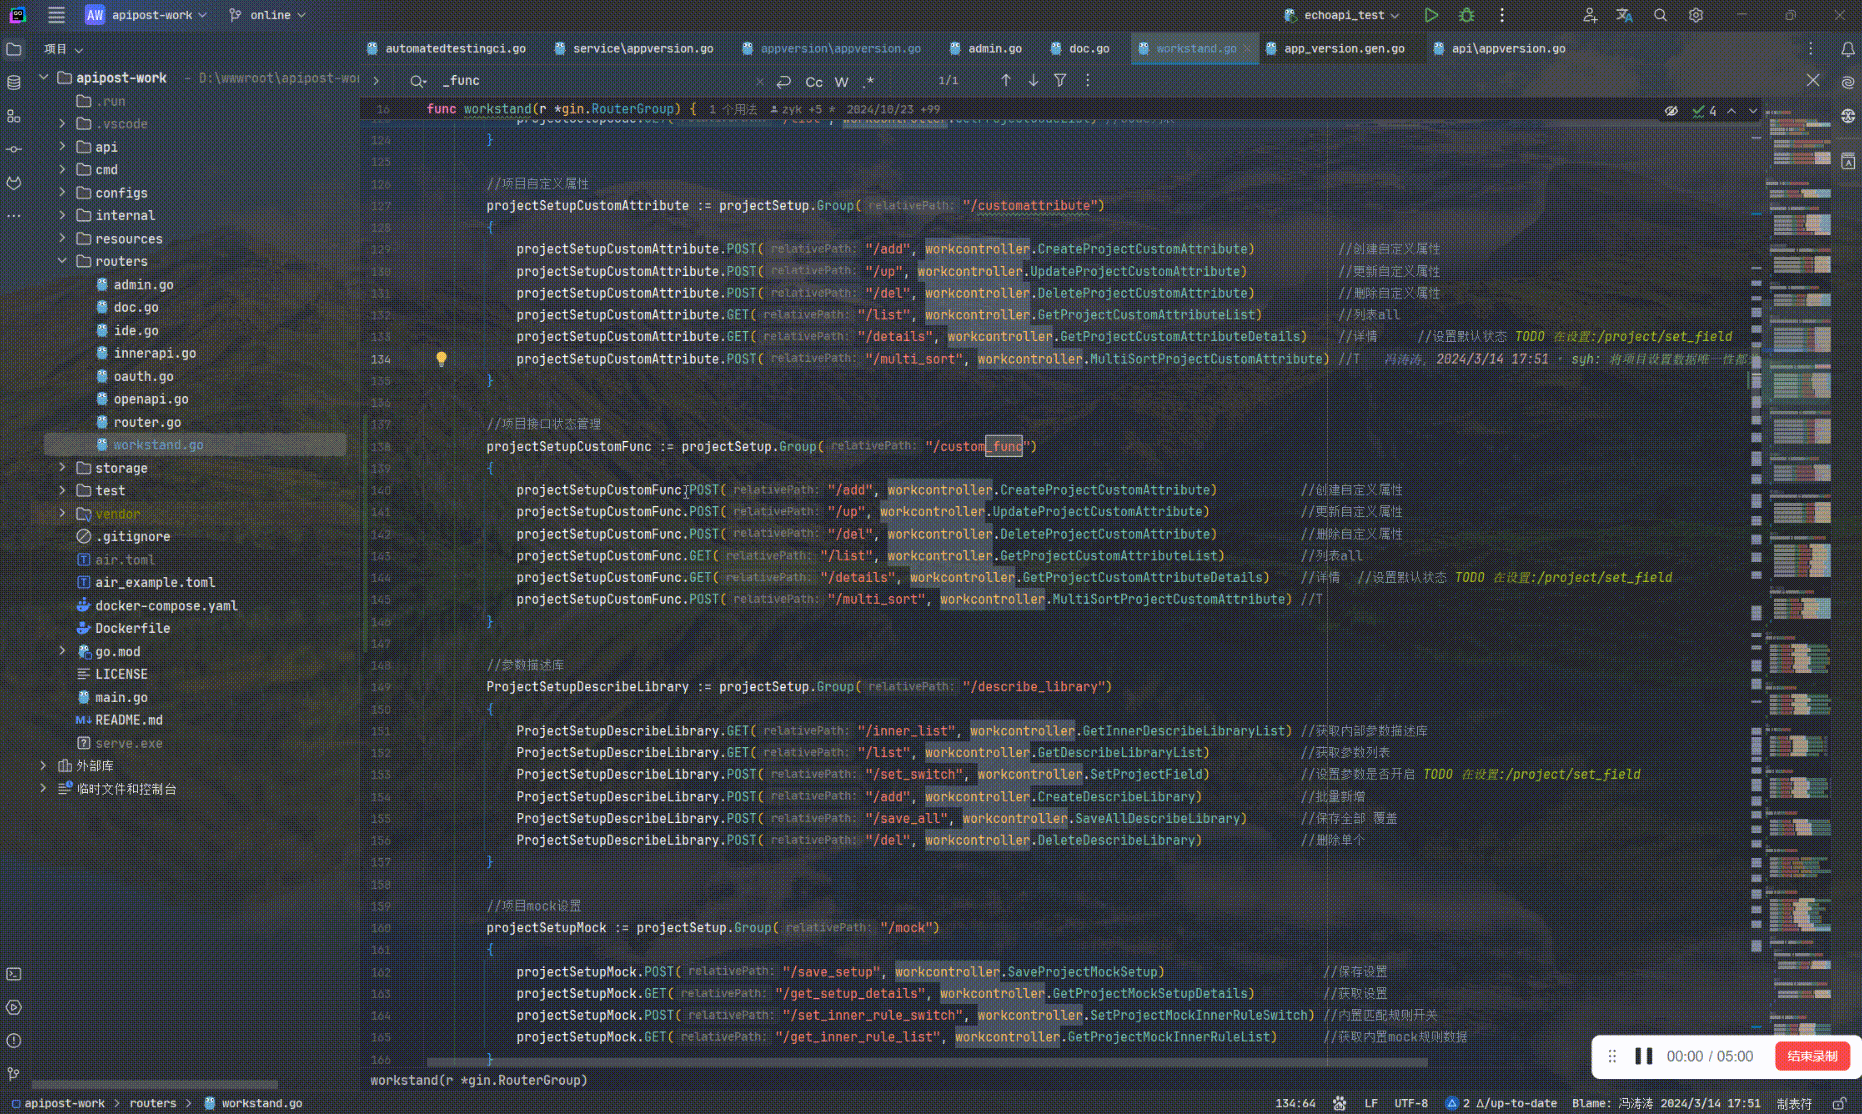 AW apipost-work online echoapi_test
项目
automatedtestingci.go service\appversion.go appversion\appversion.go admin.go doc.go workstand.go app_version.gen.go api\appversion.go
_func Cc W .* 1/1
apipost-work D:\wwwroot\apipost-wor
.run
.vscode
api
cmd
configs
internal
resources
routers
admin.go
doc.go
ide.go
innerapi.go
oauth.go
openapi.go
router.go
workstand.go
storage
test
vendor
.gitignore
air.toml
air_example.toml
docker-compose.yaml
Dockerfile
go.mod
LICENSE
main.go
README.md
serve.exe
外部库
临时文件和控制台
16 func workstand(r *gin.RouterGroup) { 1 个用法 zyk +5 * 2024/10/23 +99
4
124 }
125
126 //项目自定义属性
127 projectSetupCustomAttribute := projectSetup.Group( relativePath: "/customattribute")
128 {
129 projectSetupCustomAttribute.POST( relativePath: "/add", workcontroller.CreateProjectCustomAttribute) //创建自定义属性
130 projectSetupCustomAttribute.POST( relativePath: "/up", workcontroller.UpdateProjectCustomAttribute) //更新自定义属性
131 projectSetupCustomAttribute.POST( relativePath: "/del", workcontroller.DeleteProjectCustomAttribute) //删除自定义属性
132 projectSetupCustomAttribute.GET( relativePath: "/list", workcontroller.GetProjectCustomAttributeList) //列表all
133 projectSetupCustomAttribute.GET( relativePath: "/details", workcontroller.GetProjectCustomAttributeDetails) //详情 //设置默认状态 TODO 在设置:/project/set_field
134 projectSetupCustomAttribute.POST( relativePath: "/multi_sort", workcontroller.MultiSortProjectCustomAttribute) //T 冯涛涛, 2024/3/14 17:51 · syh: 将项目设置数据唯一性都
135 }
136
137 //项目接口状态管理
138 projectSetupCustomFunc := projectSetup.Group( relativePath: "/custom_func")
139 {
140 projectSetupCustomFunc.POST( relativePath: "/add", workcontroller.CreateProjectCustomAttribute) //创建自定义属性
141 projectSetupCustomFunc.POST( relativePath: "/up", workcontroller.UpdateProjectCustomAttribute) //更新自定义属性
142 projectSetupCustomFunc.POST( relativePath: "/del", workcontroller.DeleteProjectCustomAttribute) //删除自定义属性
143 projectSetupCustomFunc.GET( relativePath: "/list", workcontroller.GetProjectCustomAttributeList) //列表all
144 projectSetupCustomFunc.GET( relativePath: "/details", workcontroller.GetProjectCustomAttributeDetails) //详情 //设置默认状态 TODO 在设置:/project/set_field
145 projectSetupCustomFunc.POST( relativePath: "/multi_sort", workcontroller.MultiSortProjectCustomAttribute) //T
146 }
147
148 //参数描述库
149 ProjectSetupDescribeLibrary := projectSetup.Group( relativePath: "/describe_library")
150 {
151 ProjectSetupDescribeLibrary.GET( relativePath: "/inner_list", workcontroller.GetInnerDescribeLibraryList) //获取内部参数描述库
152 ProjectSetupDescribeLibrary.GET( relativePath: "/list", workcontroller.GetDescribeLibraryList) //获取参数列表
153 ProjectSetupDescribeLibrary.POST( relativePath: "/set_switch", workcontroller.SetProjectField) //设置参数是否开启 TODO 在设置:/project/set_field
154 ProjectSetupDescribeLibrary.POST( relativePath: "/add", workcontroller.CreateDescribeLibrary) //批量新增
155 ProjectSetupDescribeLibrary.POST( relativePath: "/save_all", workcontroller.SaveAllDescribeLibrary) //保存全部 覆盖
156 ProjectSetupDescribeLibrary.POST( relativePath: "/del", workcontroller.DeleteDescribeLibrary) //删除单个
157 }
158
159 //项目mock设置
160 projectSetupMock := projectSetup.Group( relativePath: "/mock")
161 {
162 projectSetupMock.POST( relativePath: "/save_setup", workcontroller.SaveProjectMockSetup) //保存设置
163 projectSetupMock.GET( relativePath: "/get_setup_details", workcontroller.GetProjectMockSetupDetails) //获取设置
164 projectSetupMock.POST( relativePath: "/set_inner_rule_switch", workcontroller.SetProjectMockInnerRuleSwitch) //内置匹配规则开关
165 projectSetupMock.GET( relativePath: "/get_inner_rule_list", workcontroller.GetProjectMockInnerRuleList) //获取内置mock规则数据
166 }
00:00 / 05:00 结束录制
workstand(r *gin.RouterGroup)
apipost-work > routers > workstand.go 134:64 LF UTF-8 2 Δ/up-to-date Blame: 冯涛涛 2024/3/14 17:51 制表符